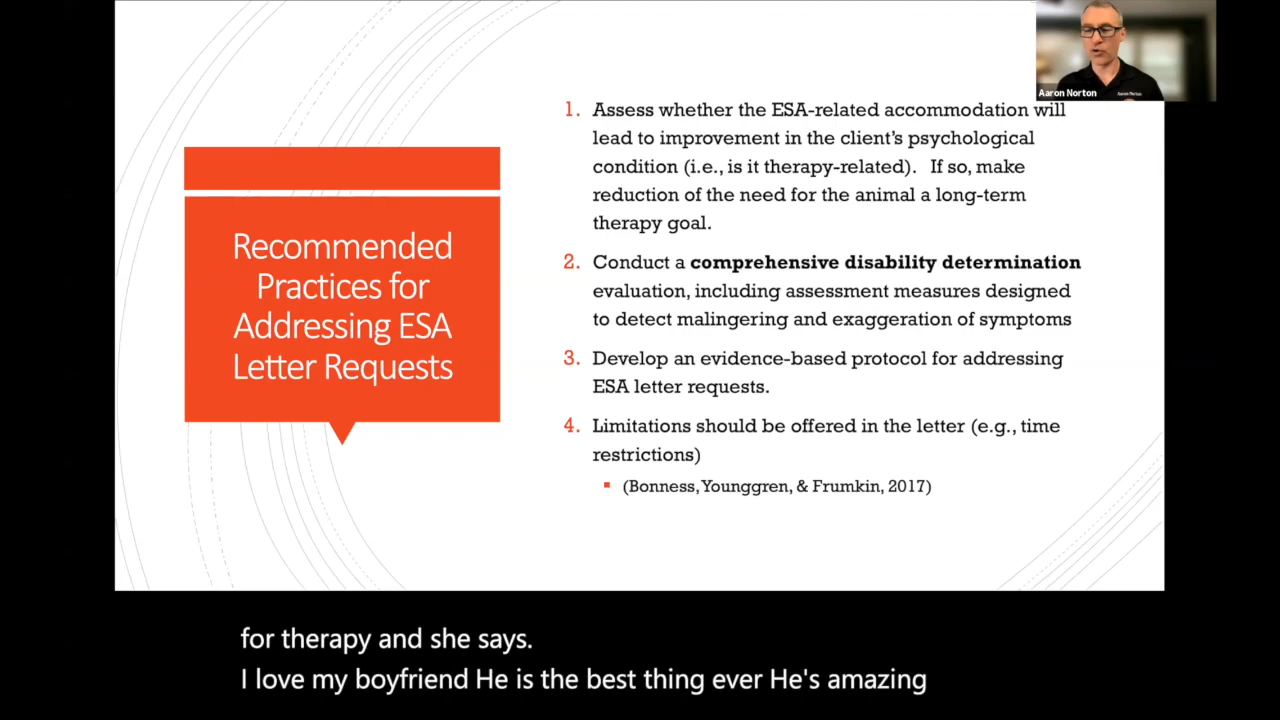 Aaron Norton
Recommended
Practices for
Addressing ESA
Letter Requests
1. Assess whether the ESA-related accommodation will
lead to improvement in the client's psychological
condition (i.e., is it therapy-related).   If so, make
reduction of the need for the animal a long-term
therapy goal.
2. Conduct a comprehensive disability determination
evaluation, including assessment measures designed
to detect malingering and exaggeration of symptoms
3. Develop an evidence-based protocol for addressing
ESA letter requests.
4. Limitations should be offered in the letter (e.g., time
restrictions)
(Bonness, Younggren, & Frumkin, 2017)
for therapy and she says.
I love my boyfriend He is the best thing ever He's amazing